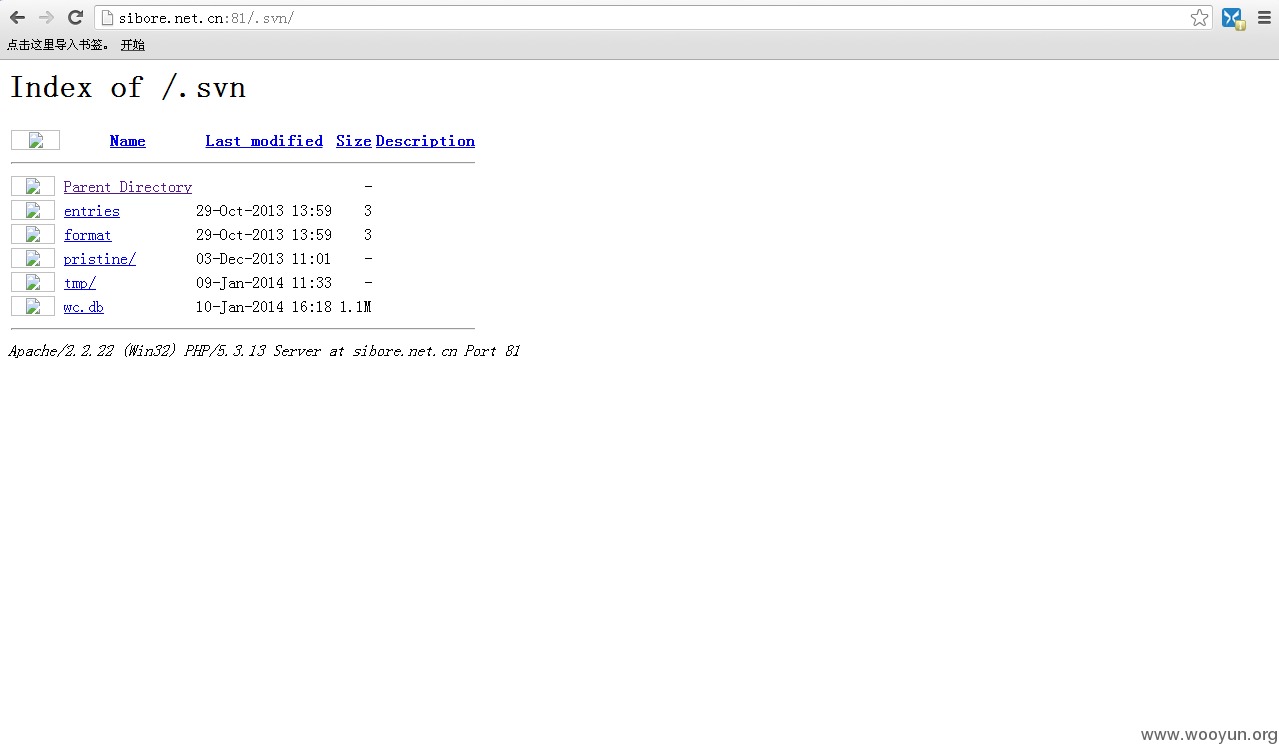 sibore.net.cn:81/.svn/
点击这里导入书签。 开始
Index of /.svn
Name Last modified Size Description
Parent Directory -
entries 29-Oct-2013 13:59 3
format 29-Oct-2013 13:59 3
pristine/ 03-Dec-2013 11:01 -
tmp/ 09-Jan-2014 11:33 -
wc.db 10-Jan-2014 16:18 1.1M
Apache/2.2.22 (Win32) PHP/5.3.13 Server at sibore.net.cn Port 81
www.wooyun.org